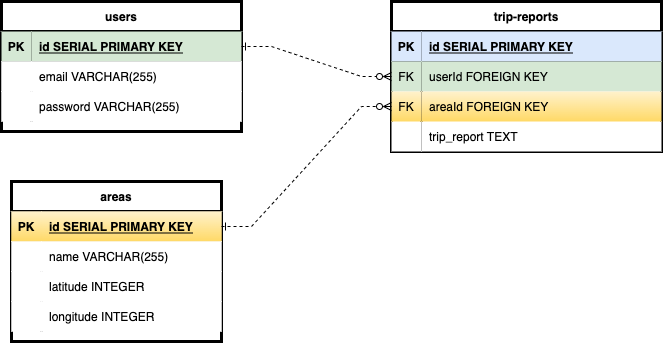 users
PK id SERIAL PRIMARY KEY
email VARCHAR(255)
password VARCHAR(255)
trip-reports
PK id SERIAL PRIMARY KEY
FK userId FOREIGN KEY
FK areaId FOREIGN KEY
trip_report TEXT
areas
PK id SERIAL PRIMARY KEY
name VARCHAR(255)
latitude INTEGER
longitude INTEGER